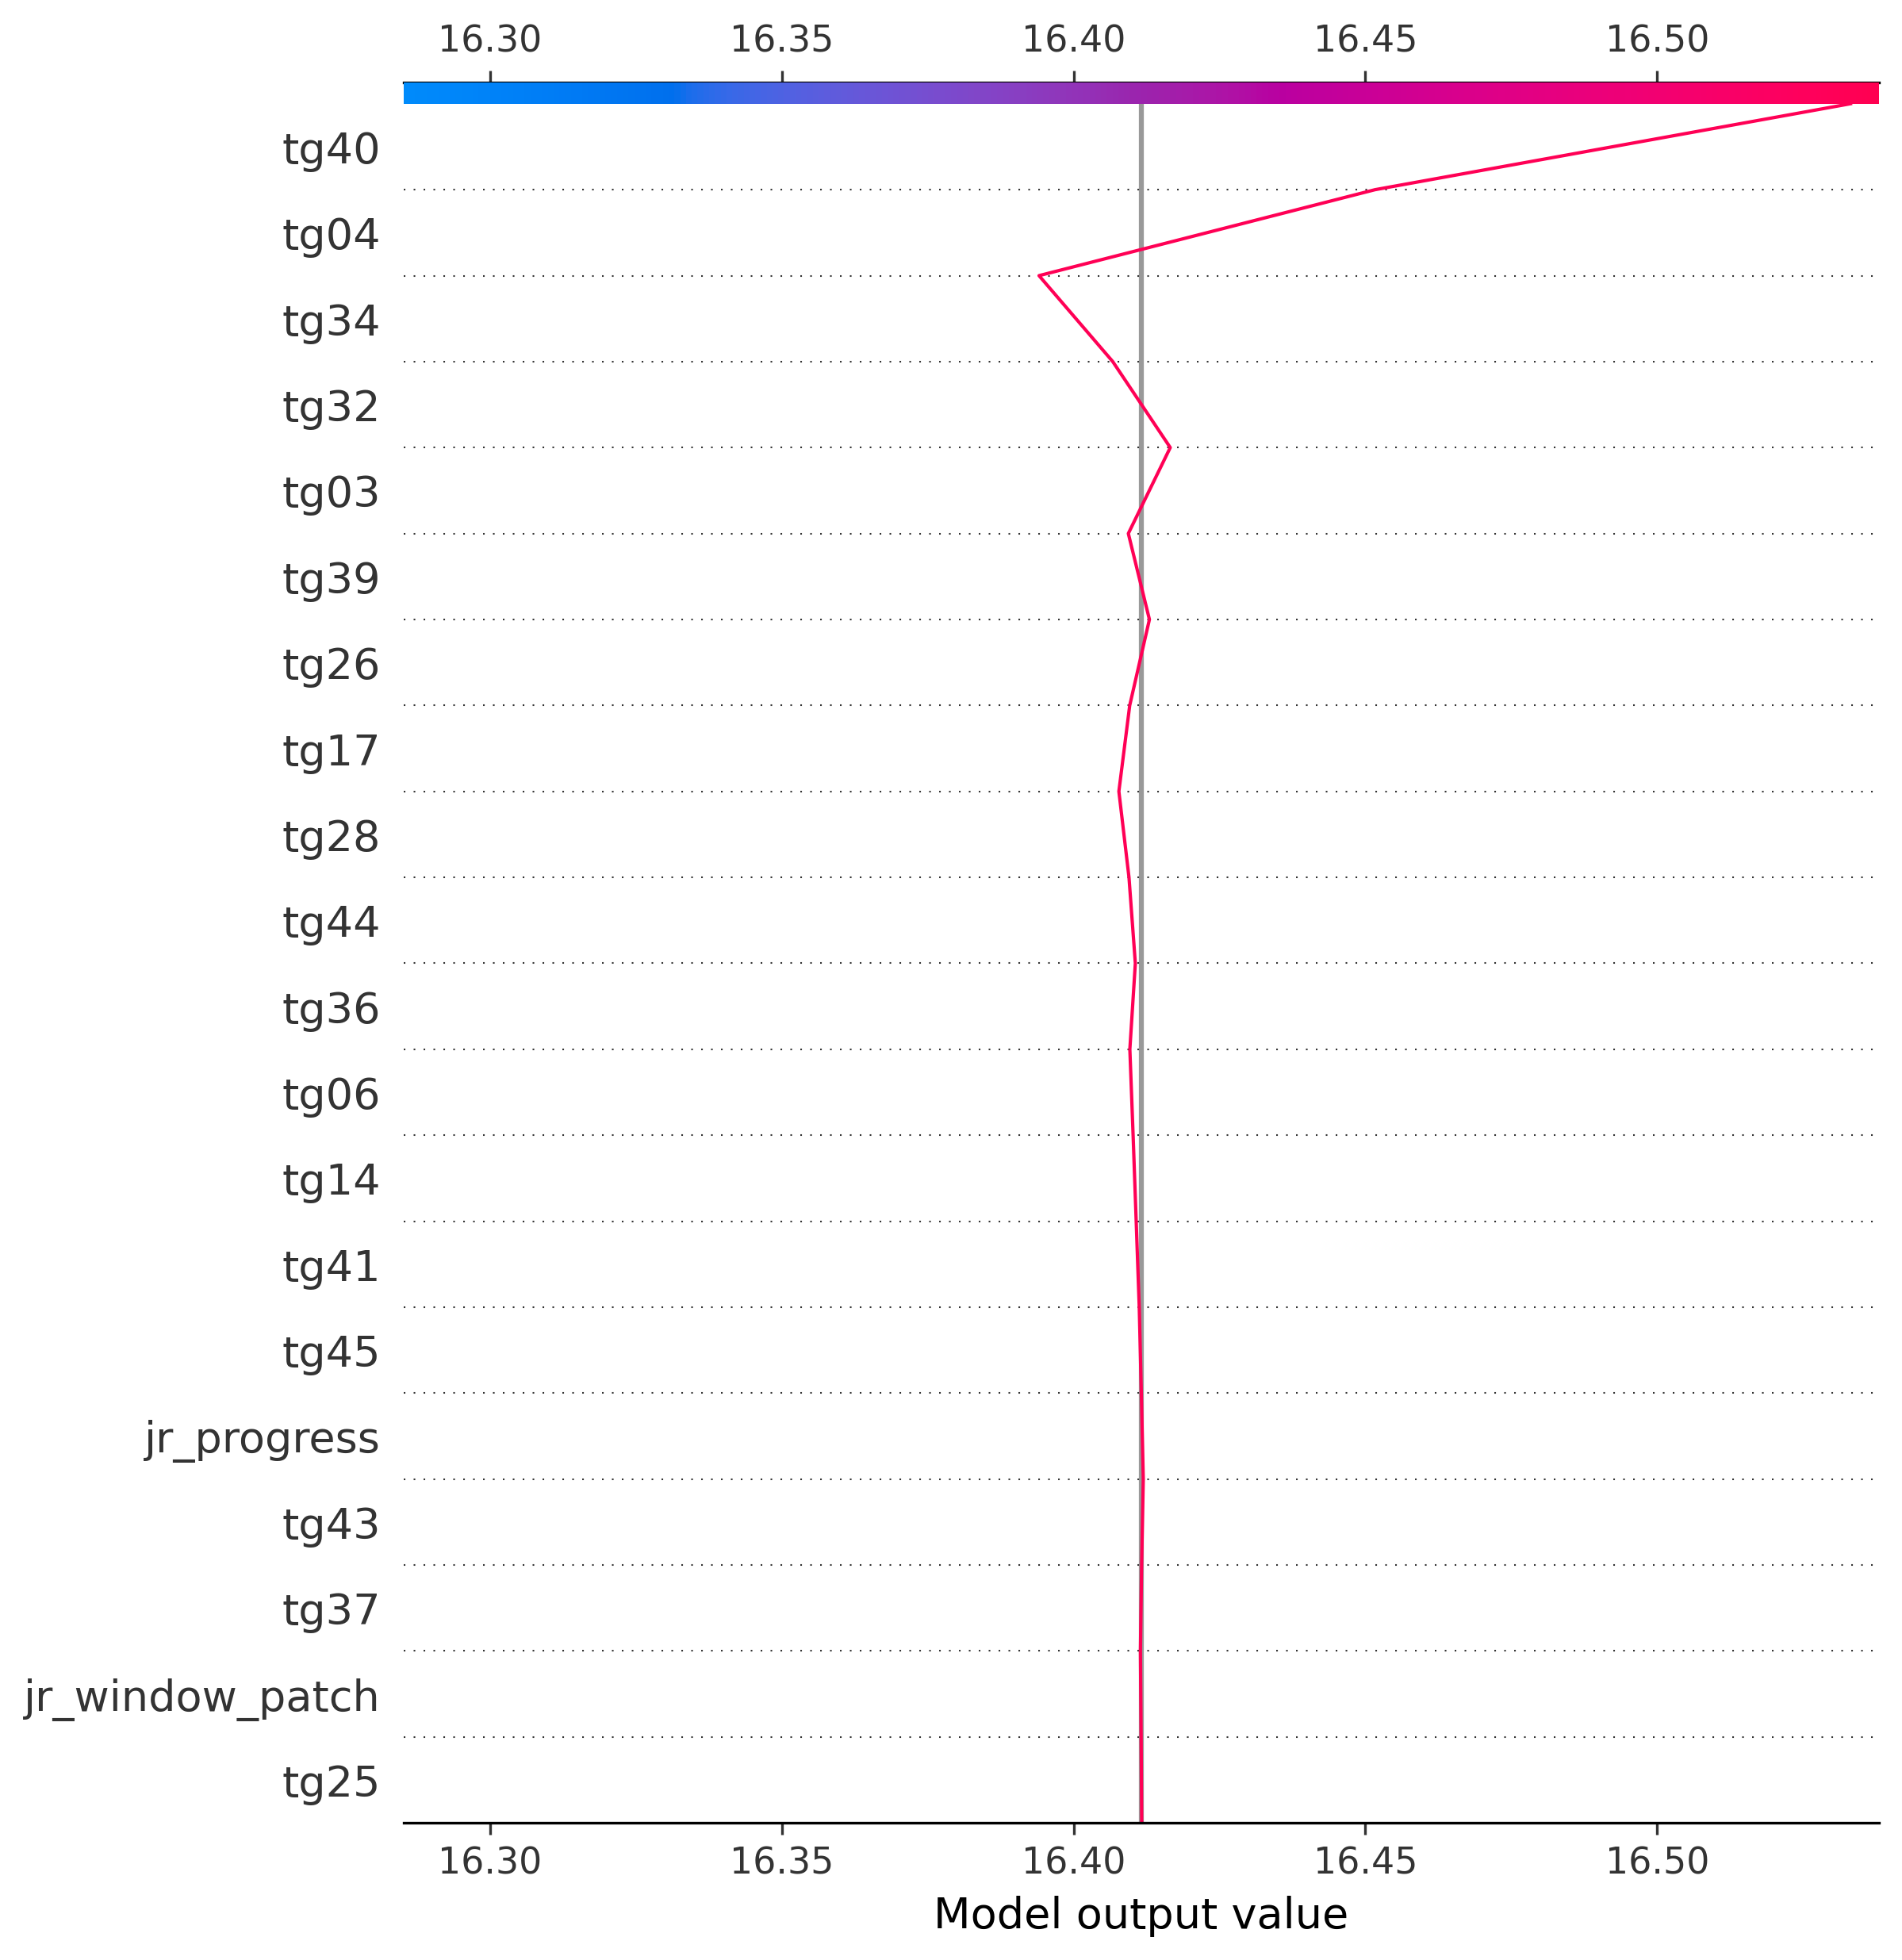 16.30 16.35 16.40 16.45 16.50
tg40
tg04
tg34
tg32
tg03
tg39
tg26
tg17
tg28
tg44
tg36
tg06
tg14
tg41
tg45
jr_progress
tg43
tg37
jr_window_patch
tg25
16.30 16.35 16.40 16.45 16.50
Model output value